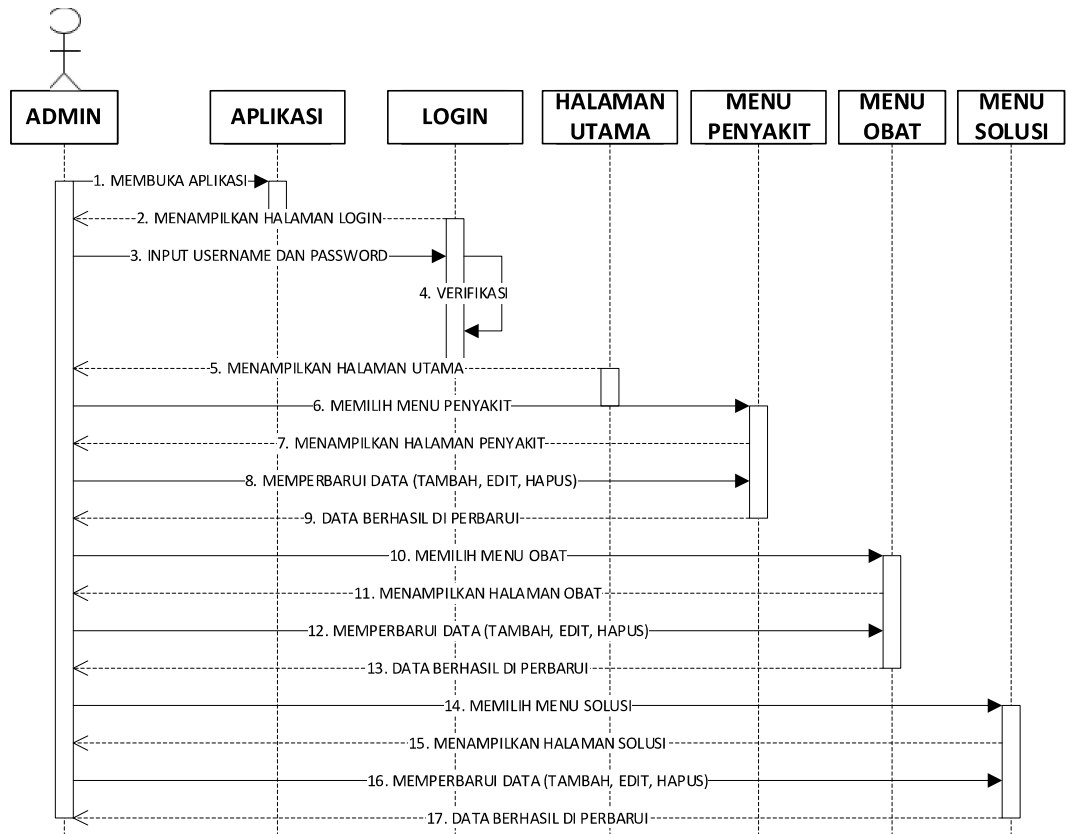 ADMIN
APLIKASI
LOGIN
HALAMAN
UTAMA
MENU
PENYAKIT
MENU
OBAT
MENU
SOLUSI
1. MEMBUKA APLIKASI
2. MENAMPILKAN HALAMAN LOGIN
3. INPUT USERNAME DAN PASSWORD
4. VERIFIKASI
5. MENAMPILKAN HALAMAN UTAMA
6. MEMILIH MENU PENYAKIT
7. MENAMPILKAN HALAMAN PENYAKIT
8. MEMPERBARUI DATA (TAMBAH, EDIT, HAPUS)
9. DATA BERHASIL DI PERBARUI
10. MEMILIH MENU OBAT
11. MENAMPILKAN HALAMAN OBAT
12. MEMPERBARUI DATA (TAMBAH, EDIT, HAPUS)
13. DATA BERHASIL DI PERBARUI
14. MEMILIH MENU SOLUSI
15. MENAMPILKAN HALAMAN SOLUSI
16. MEMPERBARUI DATA (TAMBAH, EDIT, HAPUS)
17. DATA BERHASIL DI PERBARUI